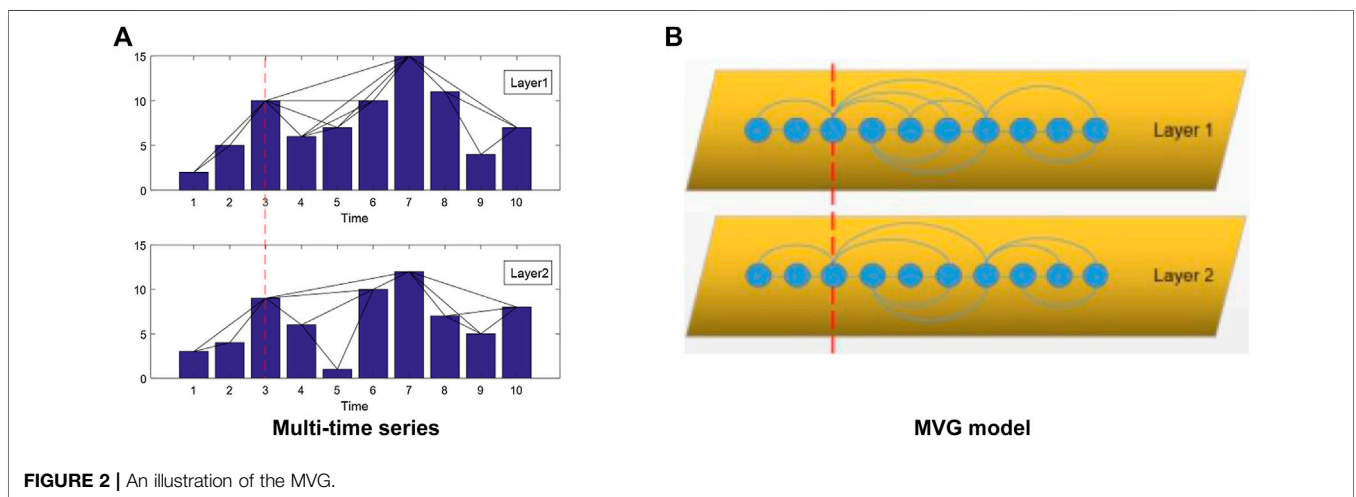 A
B
15
10
5
0
Layer1
1 2 3 4 5 6 7 8 9 10
Time
15
10
5
0
Layer2
1 2 3 4 5 6 7 8 9 10
Time
Multi-time series
Layer 1
Layer 2
MVG model
FIGURE 2 | An illustration of the MVG.